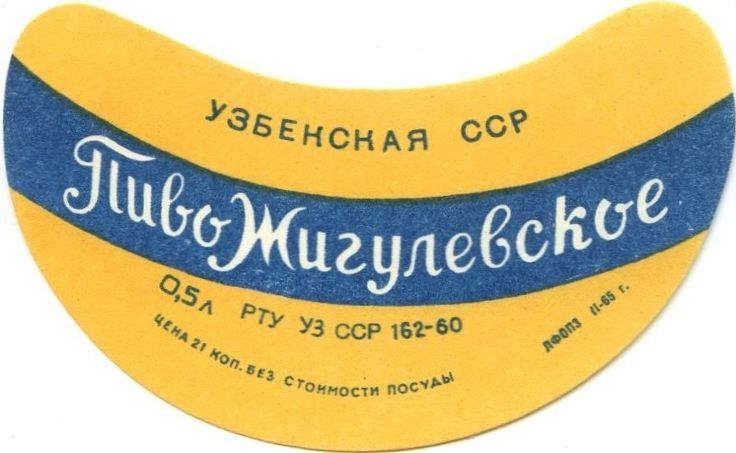 УЗБЕКСКАЯ ССР
Пиво Жигулевское
0,5л РТУ УЗ ССР 162-60
ЦЕНА 21 КОП. БЕЗ СТОИМОСТИ ПОСУДЫ
ЛФОПЗ II-65 г.